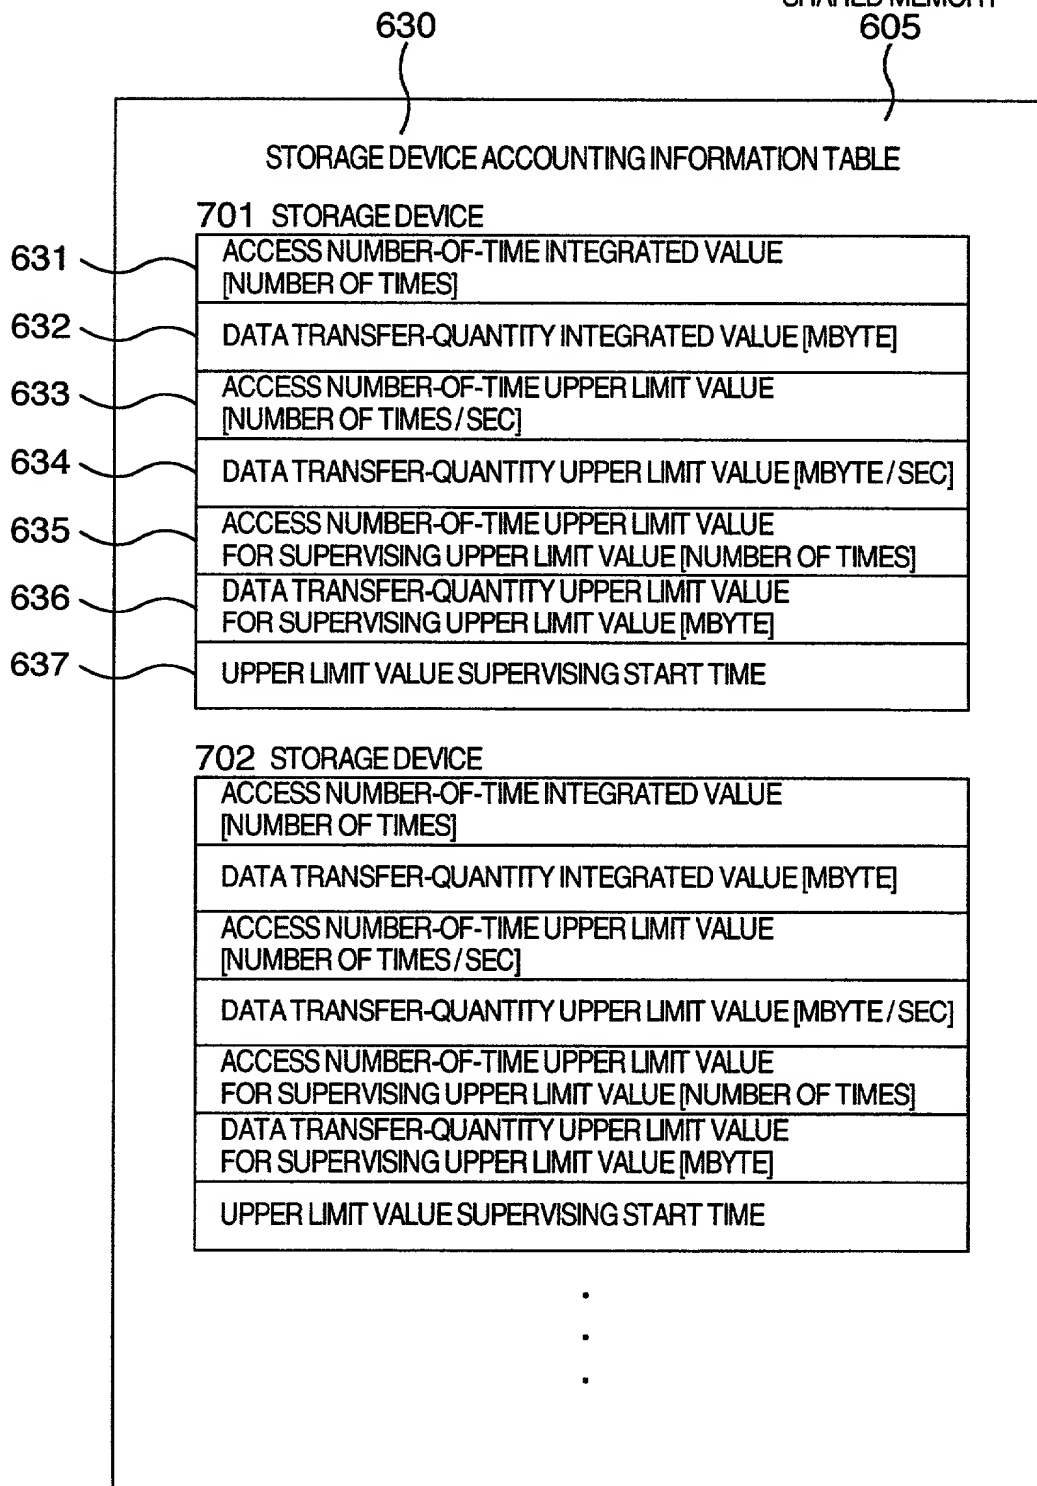 SHARED MEMORY
630
605
STORAGE DEVICE ACCOUNTING INFORMATION TABLE
701 STORAGE DEVICE
631
ACCESS NUMBER-OF-TIME INTEGRATED VALUE
[NUMBER OF TIMES]
632
DATA TRANSFER-QUANTITY INTEGRATED VALUE [MBYTE]
633
ACCESS NUMBER-OF-TIME UPPER LIMIT VALUE
[NUMBER OF TIMES/SEC]
634
DATA TRANSFER-QUANTITY UPPER LIMIT VALUE [MBYTE/SEC]
635
ACCESS NUMBER-OF-TIME UPPER LIMIT VALUE
FOR SUPERVISING UPPER LIMIT VALUE [NUMBER OF TIMES]
636
DATA TRANSFER-QUANTITY UPPER LIMIT VALUE
FOR SUPERVISING UPPER LIMIT VALUE [MBYTE]
637
UPPER LIMIT VALUE SUPERVISING START TIME
702 STORAGE DEVICE
ACCESS NUMBER-OF-TIME INTEGRATED VALUE
[NUMBER OF TIMES]
DATA TRANSFER-QUANTITY INTEGRATED VALUE [MBYTE]
ACCESS NUMBER-OF-TIME UPPER LIMIT VALUE
[NUMBER OF TIMES/SEC]
DATA TRANSFER-QUANTITY UPPER LIMIT VALUE [MBYTE/SEC]
ACCESS NUMBER-OF-TIME UPPER LIMIT VALUE
FOR SUPERVISING UPPER LIMIT VALUE [NUMBER OF TIMES]
DATA TRANSFER-QUANTITY UPPER LIMIT VALUE
FOR SUPERVISING UPPER LIMIT VALUE [MBYTE]
UPPER LIMIT VALUE SUPERVISING START TIME